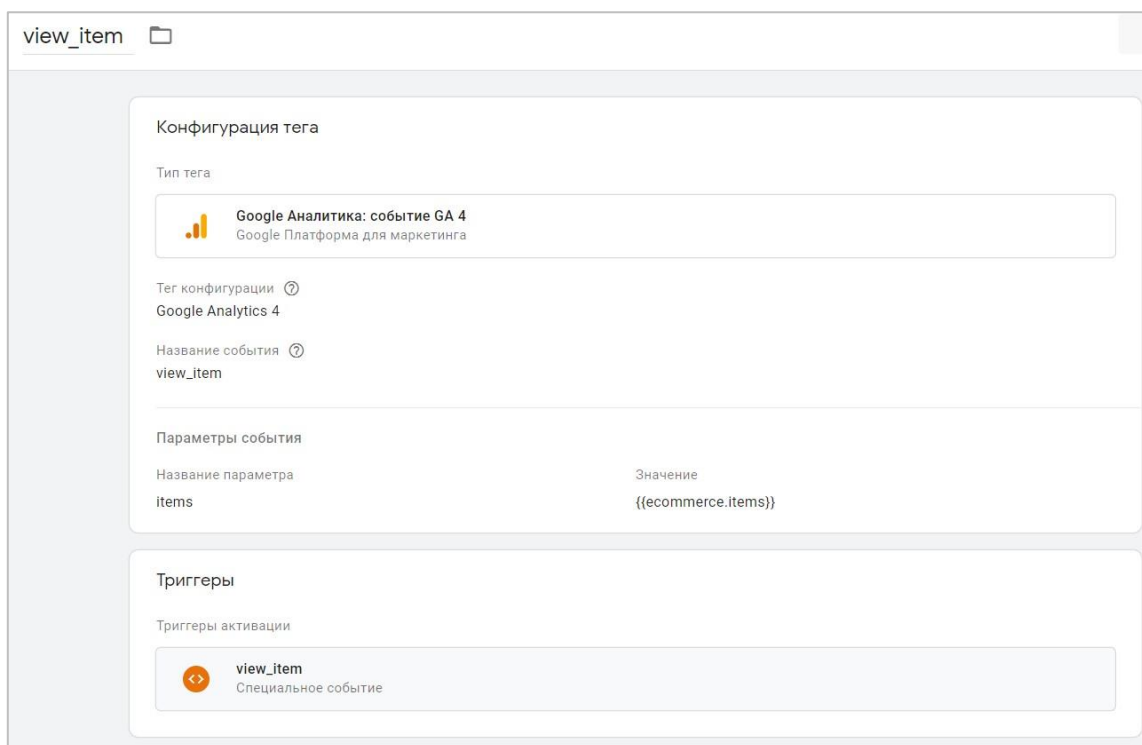 view_item
Конфигурация тега
Тип тега
Google Аналитика: событие GA 4
Google Платформа для маркетинга
Тег конфигурации
Google Analytics 4
Название события
view_item
Параметры события
Название параметра Значение
items {{ecommerce.items}}
Триггеры
Триггеры активации
view_item
Специальное событие